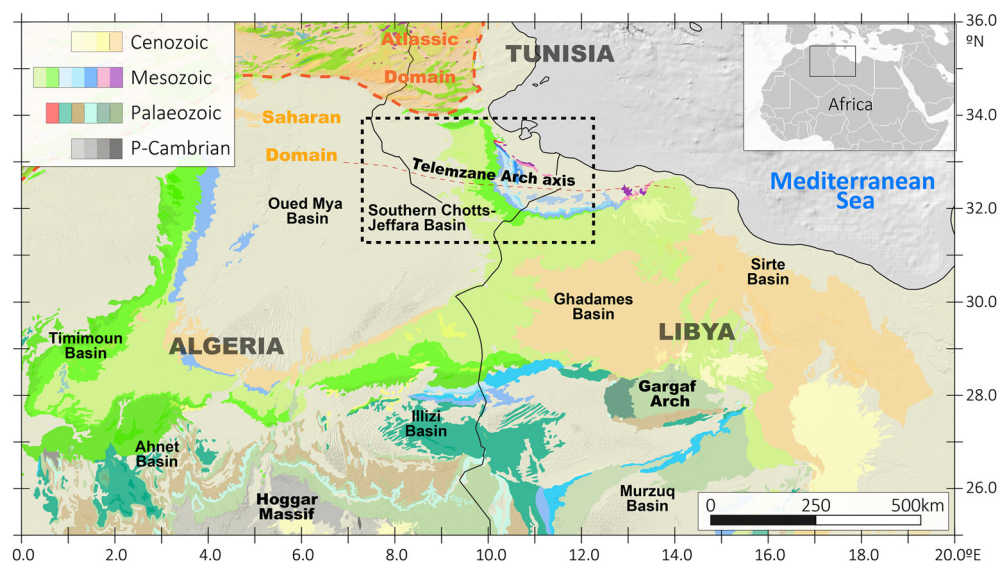 Cenozoic
Mesozoic
Palaeozoic
P-Cambrian
Atlassic
Domain
TUNISIA
Saharan
Domain
Telemzane Arch axis
Oued Mya
Basin
Southern Chotts-
Jeffara Basin
Africa
Mediterranean
Sea
Sirte
Basin
Ghadames
Basin
Timimoun
Basin
ALGERIA
LIBYA
Gargaf
Arch
Illizi
Basin
Ahnet
Basin
Hoggar
Massif
Murzuq
Basin
0 250 500km
36.0
ºN
34.0
32.0
30.0
28.0
26.0
0.0 2.0 4.0 6.0 8.0 10.0 12.0 14.0 16.0 18.0 20.0ºE